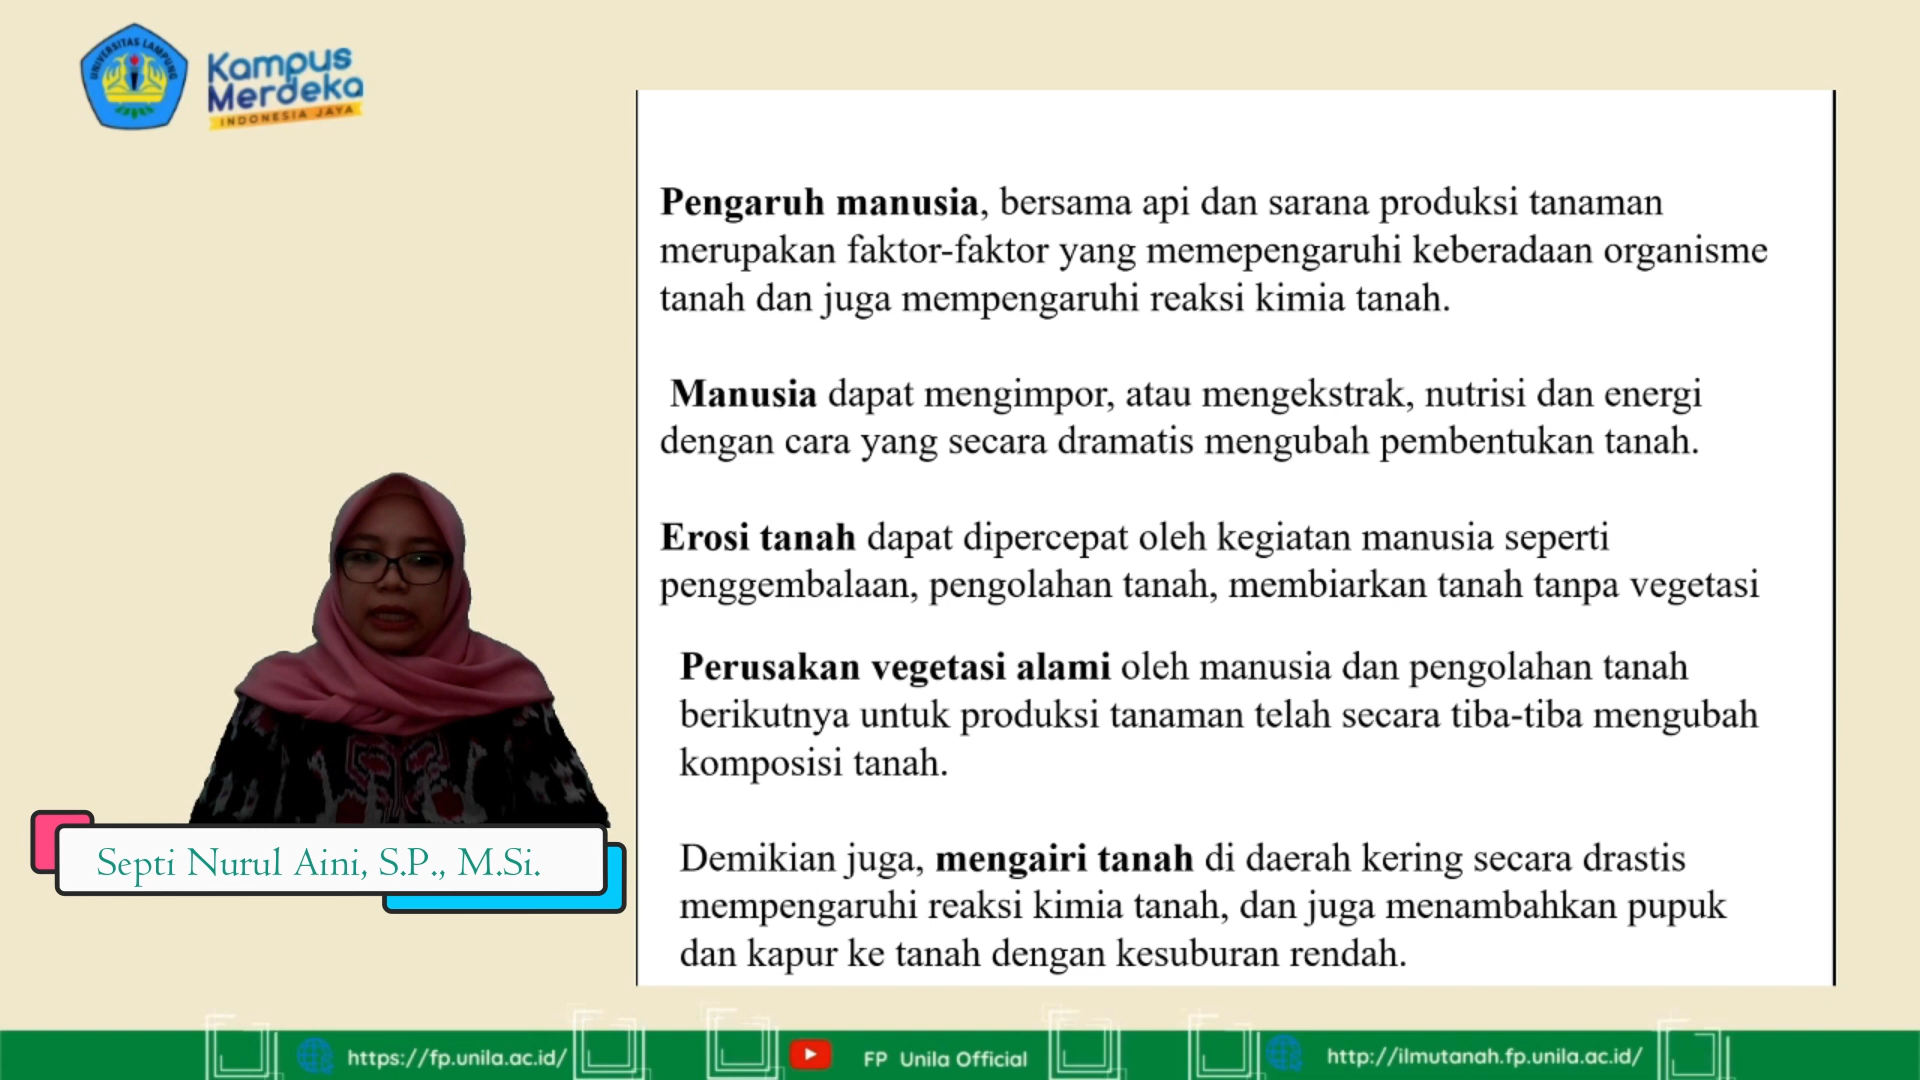 UNIVERSITAS LAMPUNG
Kampus
Merdeka
INDONESIA JAYA
Pengaruh manusia, bersama api dan sarana produksi tanaman
merupakan faktor-faktor yang memepengaruhi keberadaan organisme
tanah dan juga mempengaruhi reaksi kimia tanah.
Manusia dapat mengimpor, atau mengekstrak, nutrisi dan energi
dengan cara yang secara dramatis mengubah pembentukan tanah.
Erosi tanah dapat dipercepat oleh kegiatan manusia seperti
penggembalaan, pengolahan tanah, membiarkan tanah tanpa vegetasi
Perusakan vegetasi alami oleh manusia dan pengolahan tanah
berikutnya untuk produksi tanaman telah secara tiba-tiba mengubah
komposisi tanah.
Demikian juga, mengairi tanah di daerah kering secara drastis
mempengaruhi reaksi kimia tanah, dan juga menambahkan pupuk
dan kapur ke tanah dengan kesuburan rendah.
Septi Nurul Aini, S.P., M.Si.
https://fp.unila.ac.id/
FP Unila Official
http://ilmutanah.fp.unila.ac.id/